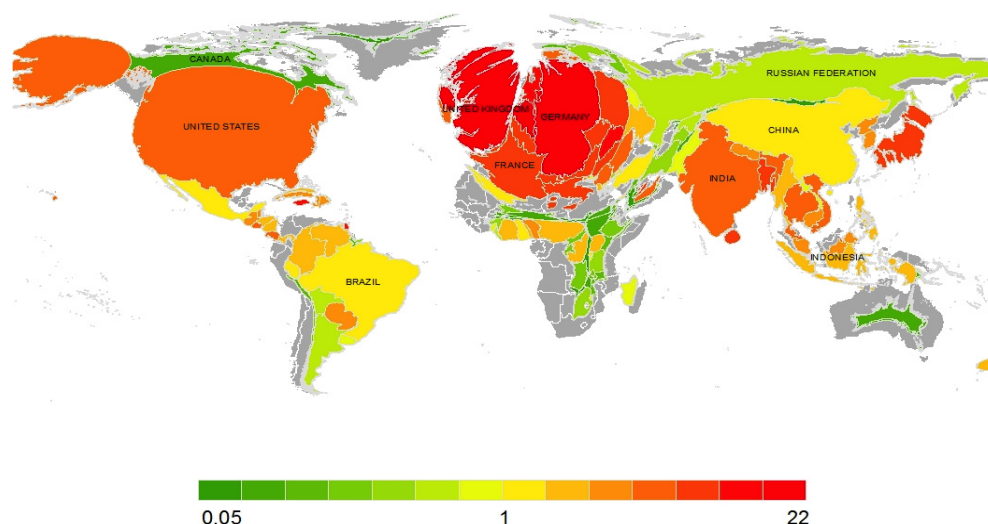 CANADA
RUSSIAN FEDERATION
UNITED KINGDOM
GERMANY
UNITED STATES
CHINA
FRANCE
INDIA
INDONESIA
BRAZIL
0.05 1 22